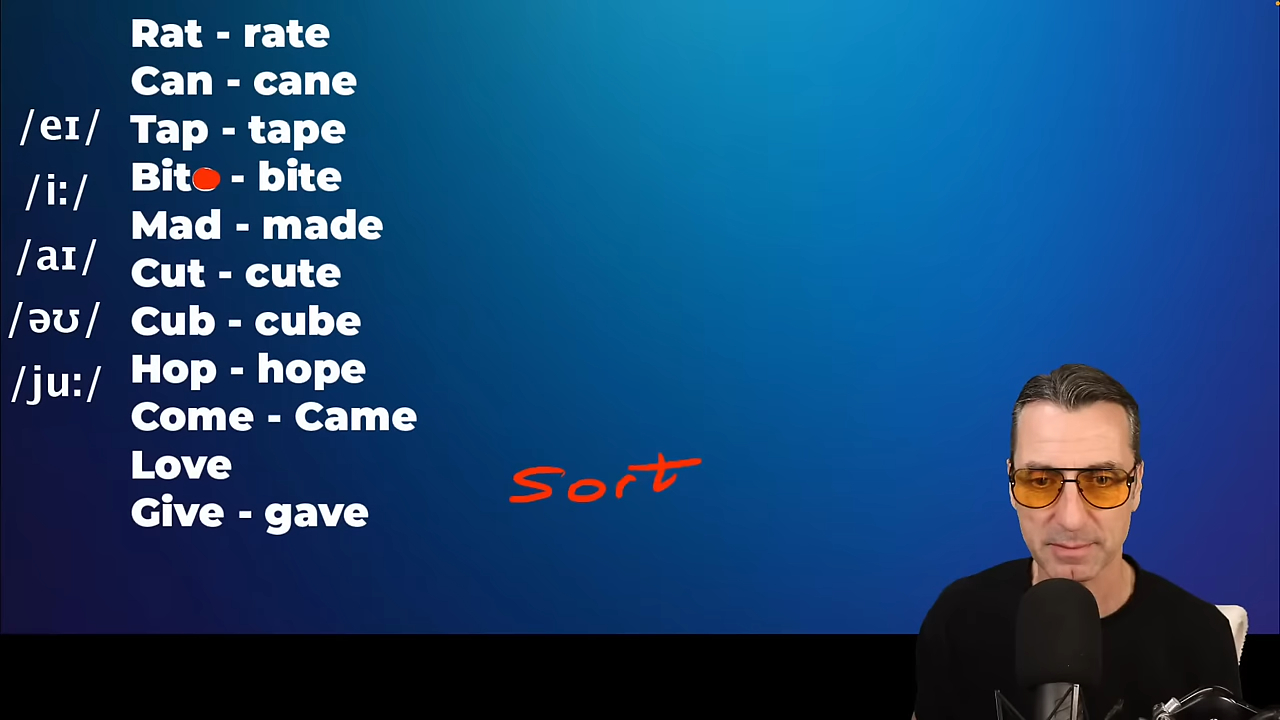 Rat - rate
Can - cane
/eɪ/ Tap - tape
Bit - bite
/i:/
Mad - made
/aɪ/
Cut - cute
/əʊ/ Cub - cube
Hop - hope
/ju:/
Come - Came
Love
sort
Give - gave